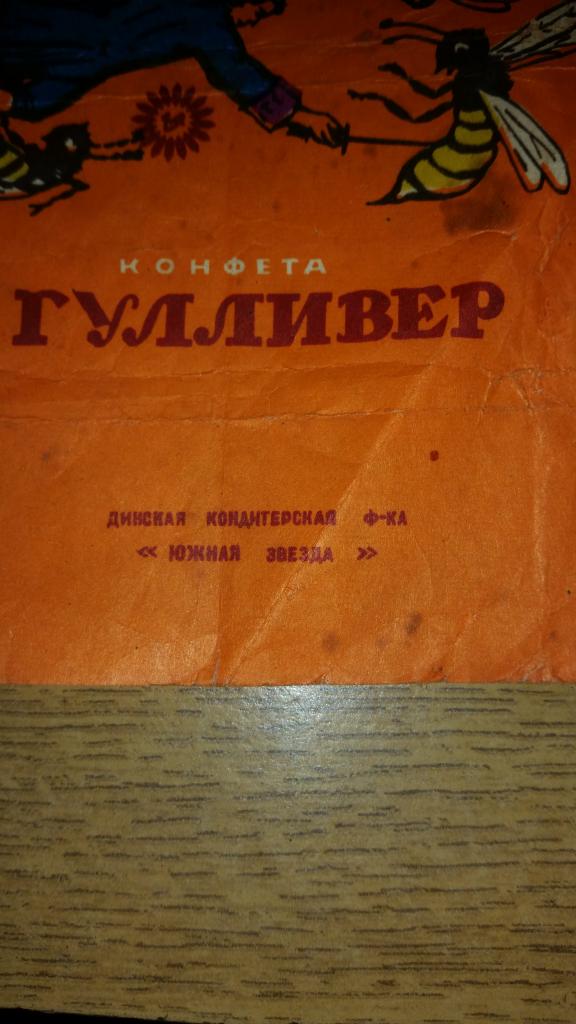 КОНФЕТА
ГУЛЛИВЕР
ДИНСКАЯ КОНДИТЕРСКАЯ Ф-КА
« ЮЖНАЯ ЗВЕЗДА »